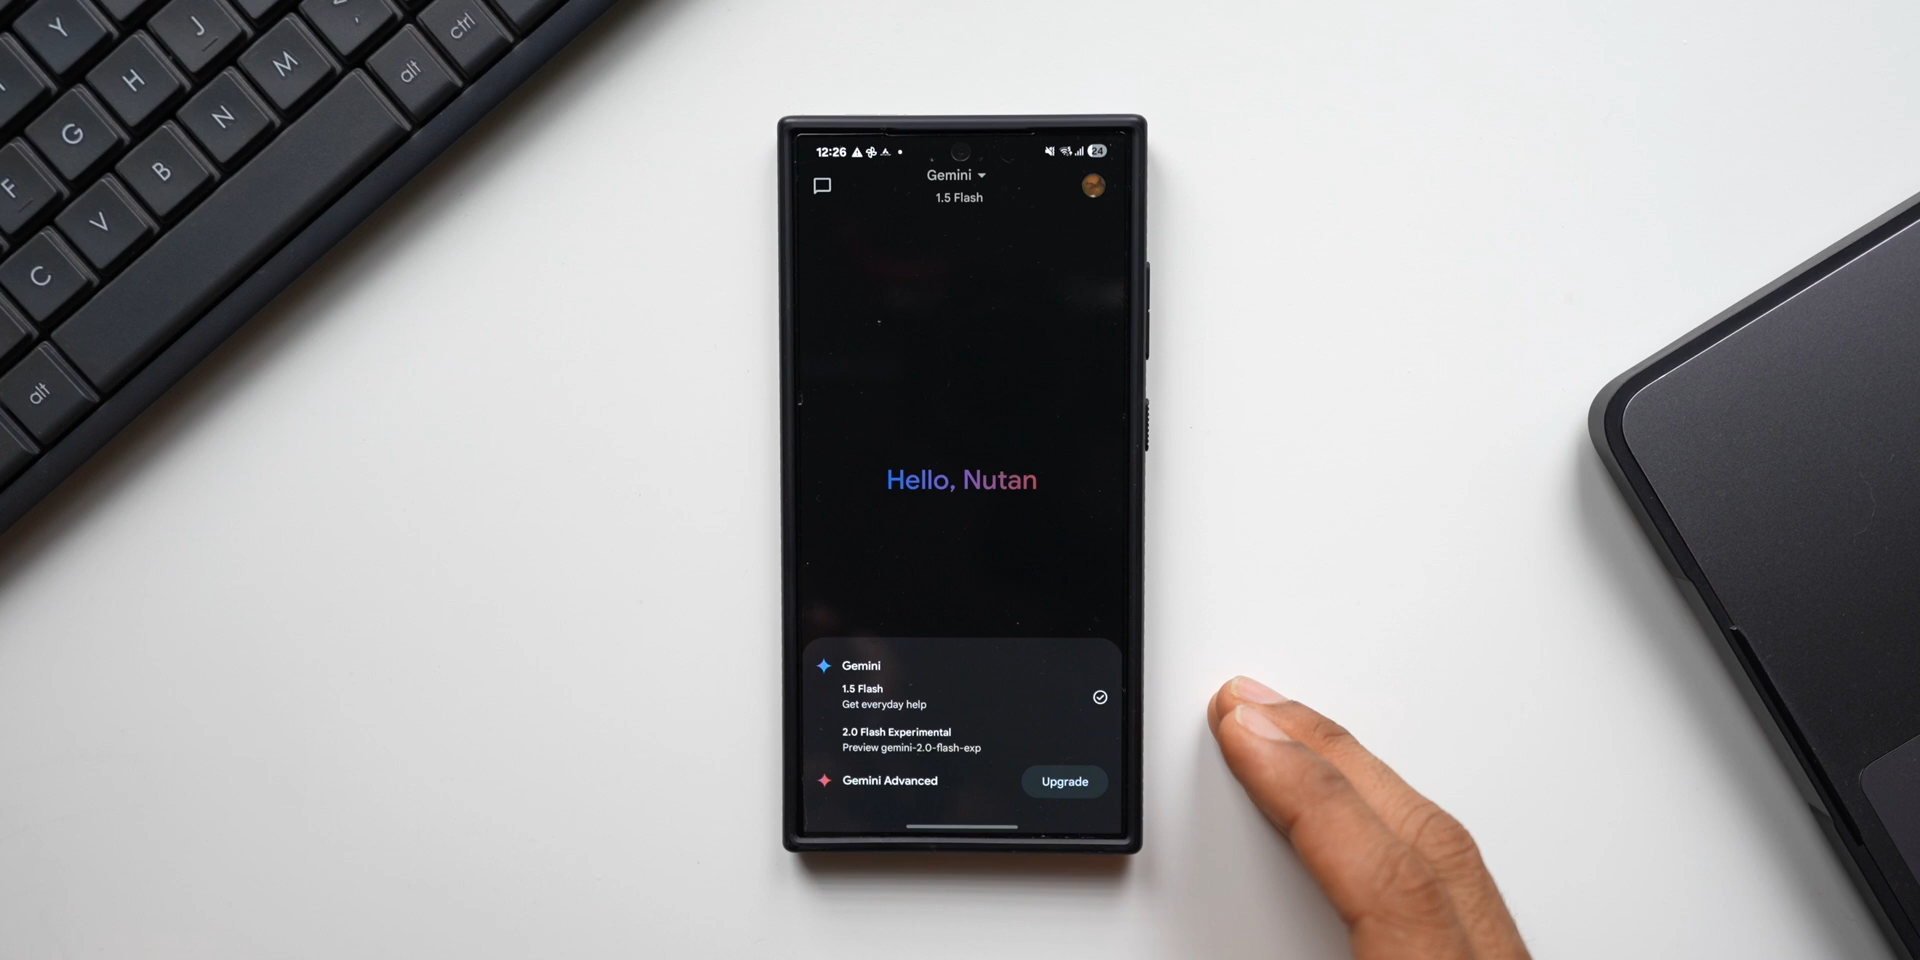 Y
J
ctrl
H
M
alt
G
N
B
F
V
C
alt
12:26
24
Gemini
1.5 Flash
Hello, Nutan
Gemini
1.5 Flash
Get everyday help
2.0 Flash Experimental
Preview gemini-2.0-flash-exp
Gemini Advanced
Upgrade